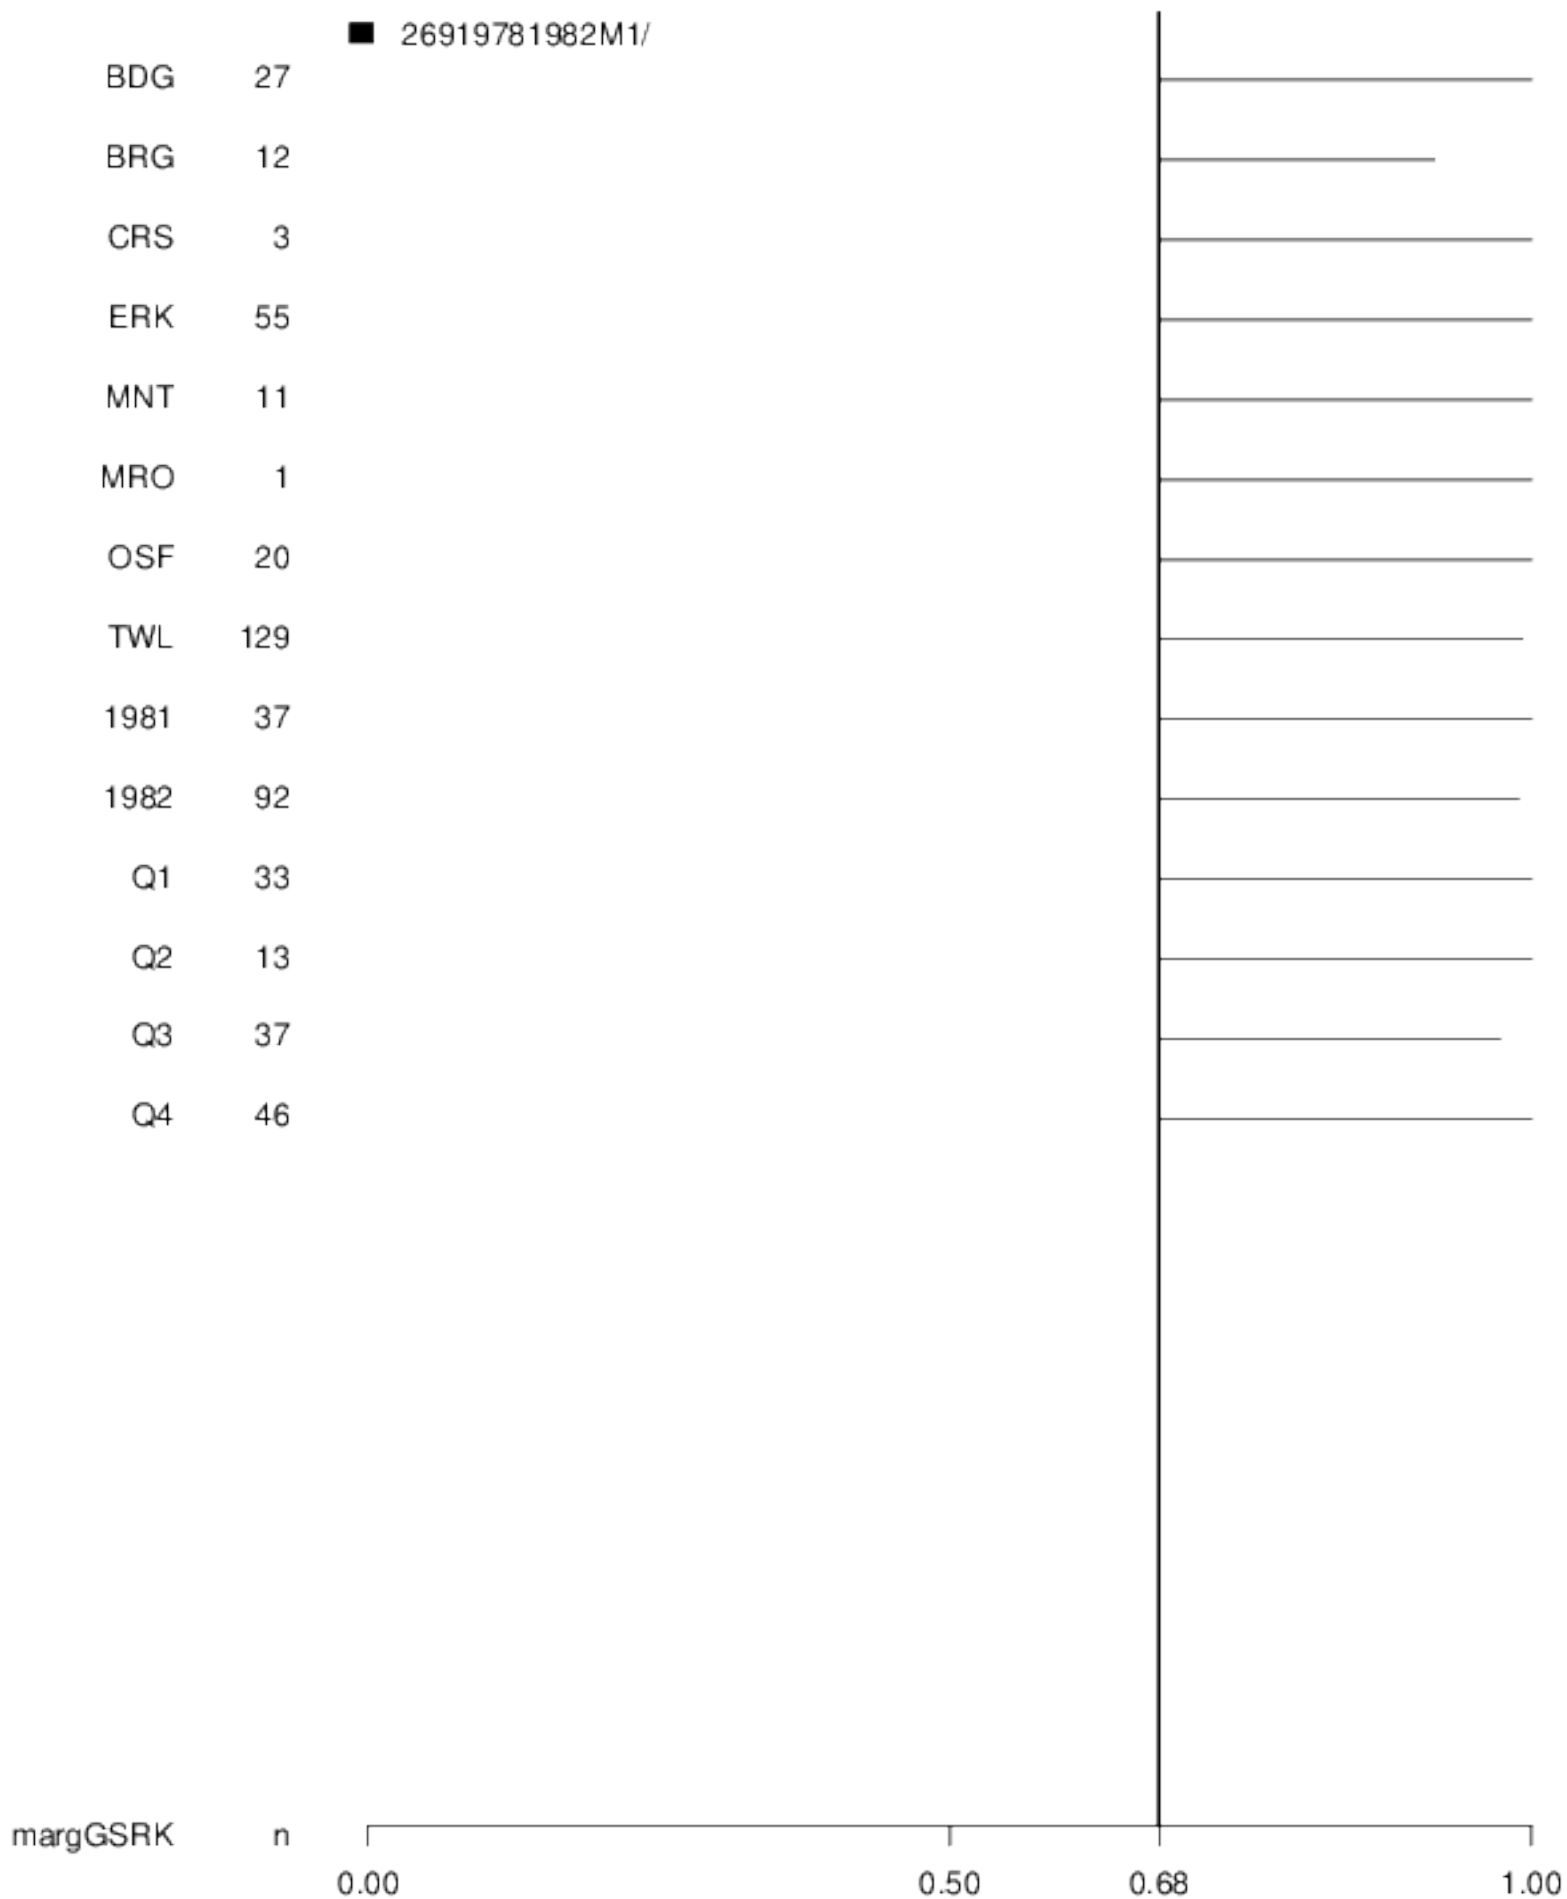 ■ 26919781982M1/
BDG 27
BRG 12
CRS 3
ERK 55
MNT 11
MRO 1
OSF 20
TWL 129
1981 37
1982 92
Q1 33
Q2 13
Q3 37
Q4 46
margGSRK n
0.00 0.50 0.68 1.00